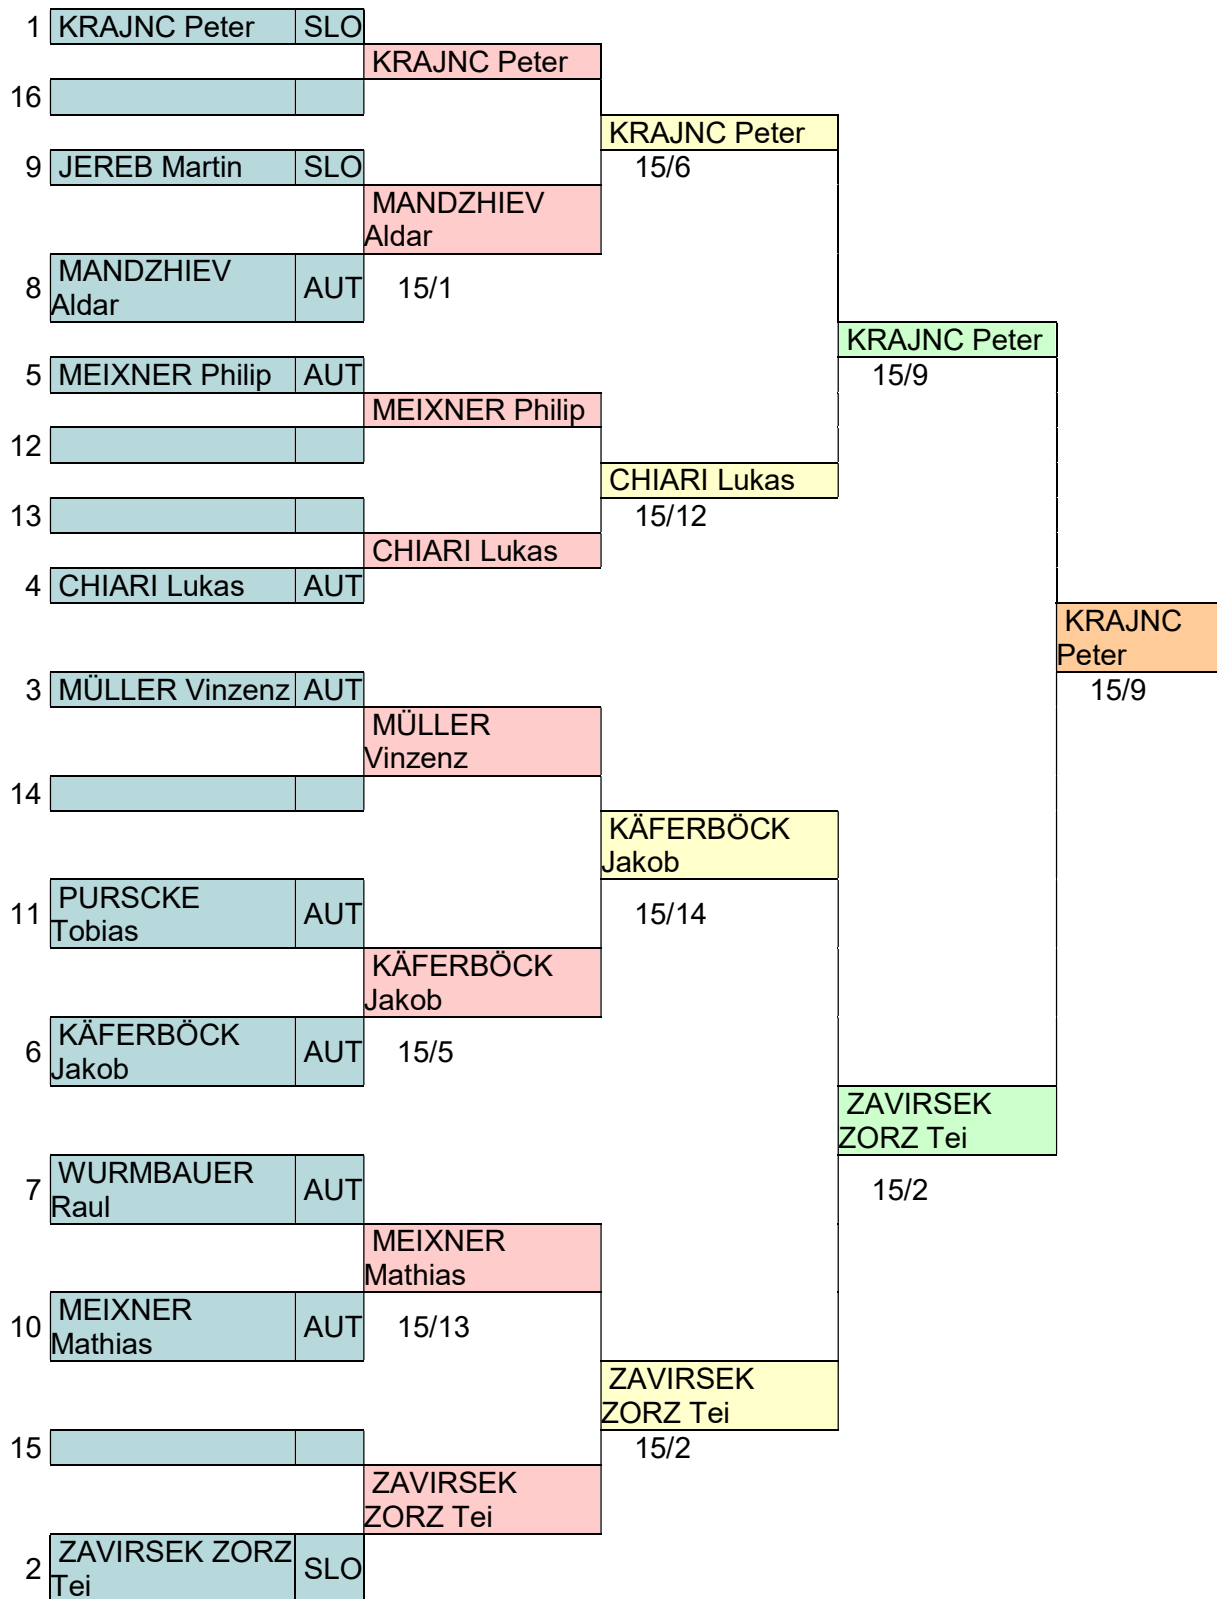 1 KRAJNC Peter SLO
KRAJNC Peter
16
KRAJNC Peter
9 JEREB Martin SLO 15/6
MANDZHIEV
Aldar
8 MANDZHIEV
Aldar AUT 15/1
KRAJNC Peter
5 MEIXNER Philip AUT 15/9
MEIXNER Philip
12
CHIARI Lukas
13 15/12
CHIARI Lukas
4 CHIARI Lukas AUT
KRAJNC
Peter
3 MÜLLER Vinzenz AUT 15/9
MÜLLER
Vinzenz
14
KÄFERBÖCK
Jakob
11 PURSCKE
Tobias AUT 15/14
KÄFERBÖCK
Jakob
6 KÄFERBÖCK
Jakob AUT 15/5
ZAVIRSEK
ZORZ Tei
7 WURMBAUER
Raul AUT 15/2
MEIXNER
Mathias
10 MEIXNER
Mathias AUT 15/13
ZAVIRSEK
ZORZ Tei
15 15/2
ZAVIRSEK
ZORZ Tei
2 ZAVIRSEK ZORZ
Tei SLO